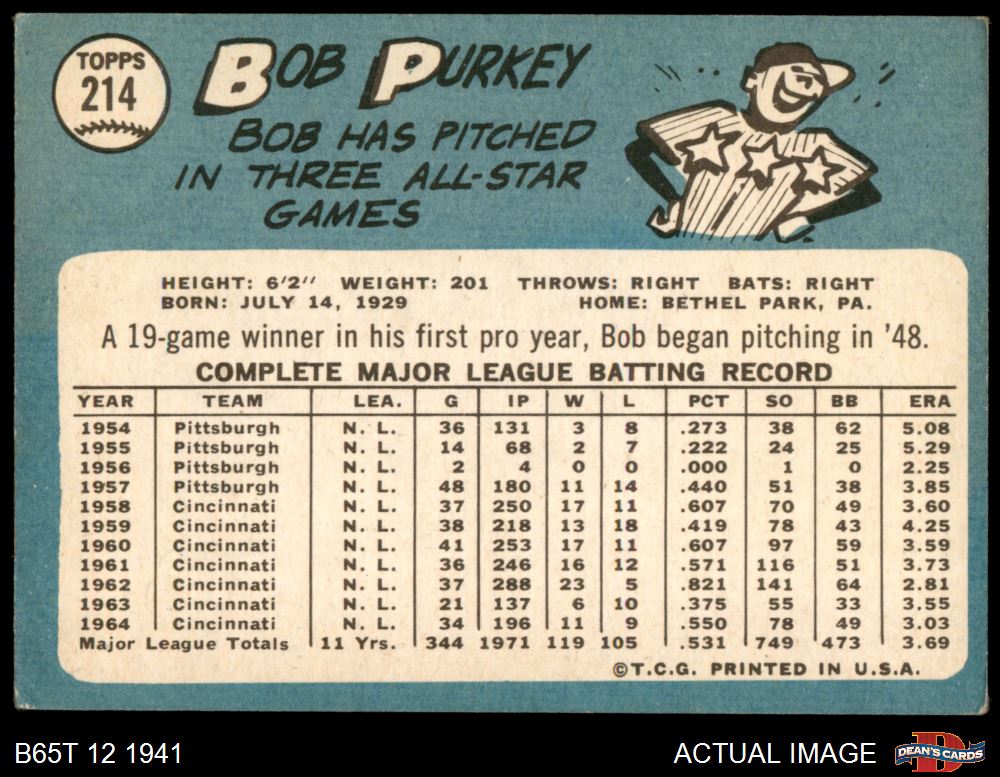 TOPPS
214
BOB PURKEY
BOB HAS PITCHED
IN THREE ALL-STAR
GAMES
HEIGHT: 6'2" WEIGHT: 201 THROWS: RIGHT BATS: RIGHT
BORN: JULY 14, 1929 HOME: BETHEL PARK, PA.
A 19-game winner in his first pro year, Bob began pitching in '48.
COMPLETE MAJOR LEAGUE BATTING RECORD
YEAR TEAM LEA. G IP W L PCT SO BB ERA
1954 Pittsburgh N. L. 36 131 3 8 .273 38 62 5.08
1955 Pittsburgh N. L. 14 68 2 7 .222 24 25 5.29
1956 Pittsburgh N. L. 2 4 0 0 .000 1 0 2.25
1957 Pittsburgh N. L. 48 180 11 14 .440 51 38 3.85
1958 Cincinnati N. L. 37 250 17 11 .607 70 49 3.60
1959 Cincinnati N. L. 38 218 13 18 .419 78 43 4.25
1960 Cincinnati N. L. 41 253 17 11 .607 97 59 3.59
1961 Cincinnati N. L. 36 246 16 12 .571 116 51 3.73
1962 Cincinnati N. L. 37 288 23 5 .821 141 64 2.81
1963 Cincinnati N. L. 21 137 6 10 .375 55 33 3.55
1964 Cincinnati N. L. 34 196 11 9 .550 78 49 3.03
Major League Totals 11 Yrs. 344 1971 119 105 .531 749 473 3.69
©T.C.G. PRINTED IN U.S.A.
B65T 12 1941
ACTUAL IMAGE
DEAN'S CARDS